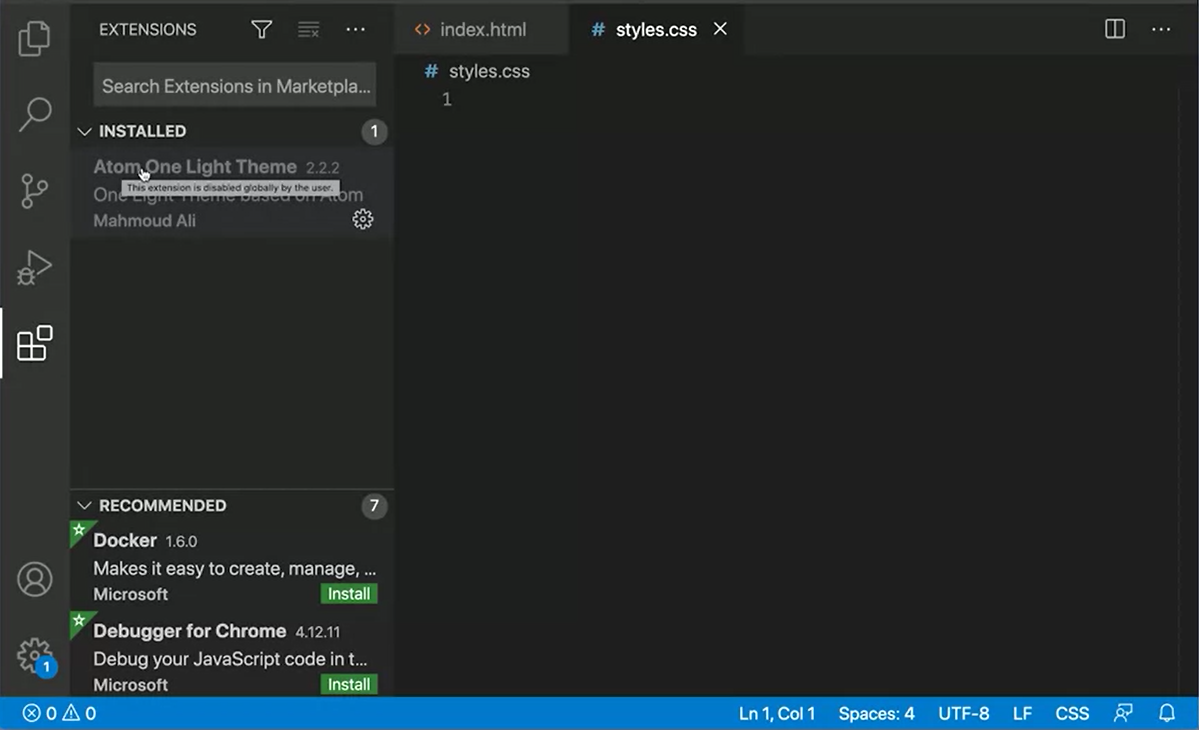 EXTENSIONS
Search Extensions in Marketpla...
INSTALLED 1
Atom One Light Theme 2.2.2
This extension is disabled globally by the user.
One Light Theme based on Atom
Mahmoud Ali
RECOMMENDED 7
Docker 1.6.0
Makes it easy to create, manage, ...
Microsoft Install
Debugger for Chrome 4.12.11
Debug your JavaScript code in t...
Microsoft Install
1
<> index.html # styles.css
# styles.css
1
0 0 Ln 1, Col 1 Spaces: 4 UTF-8 LF CSS